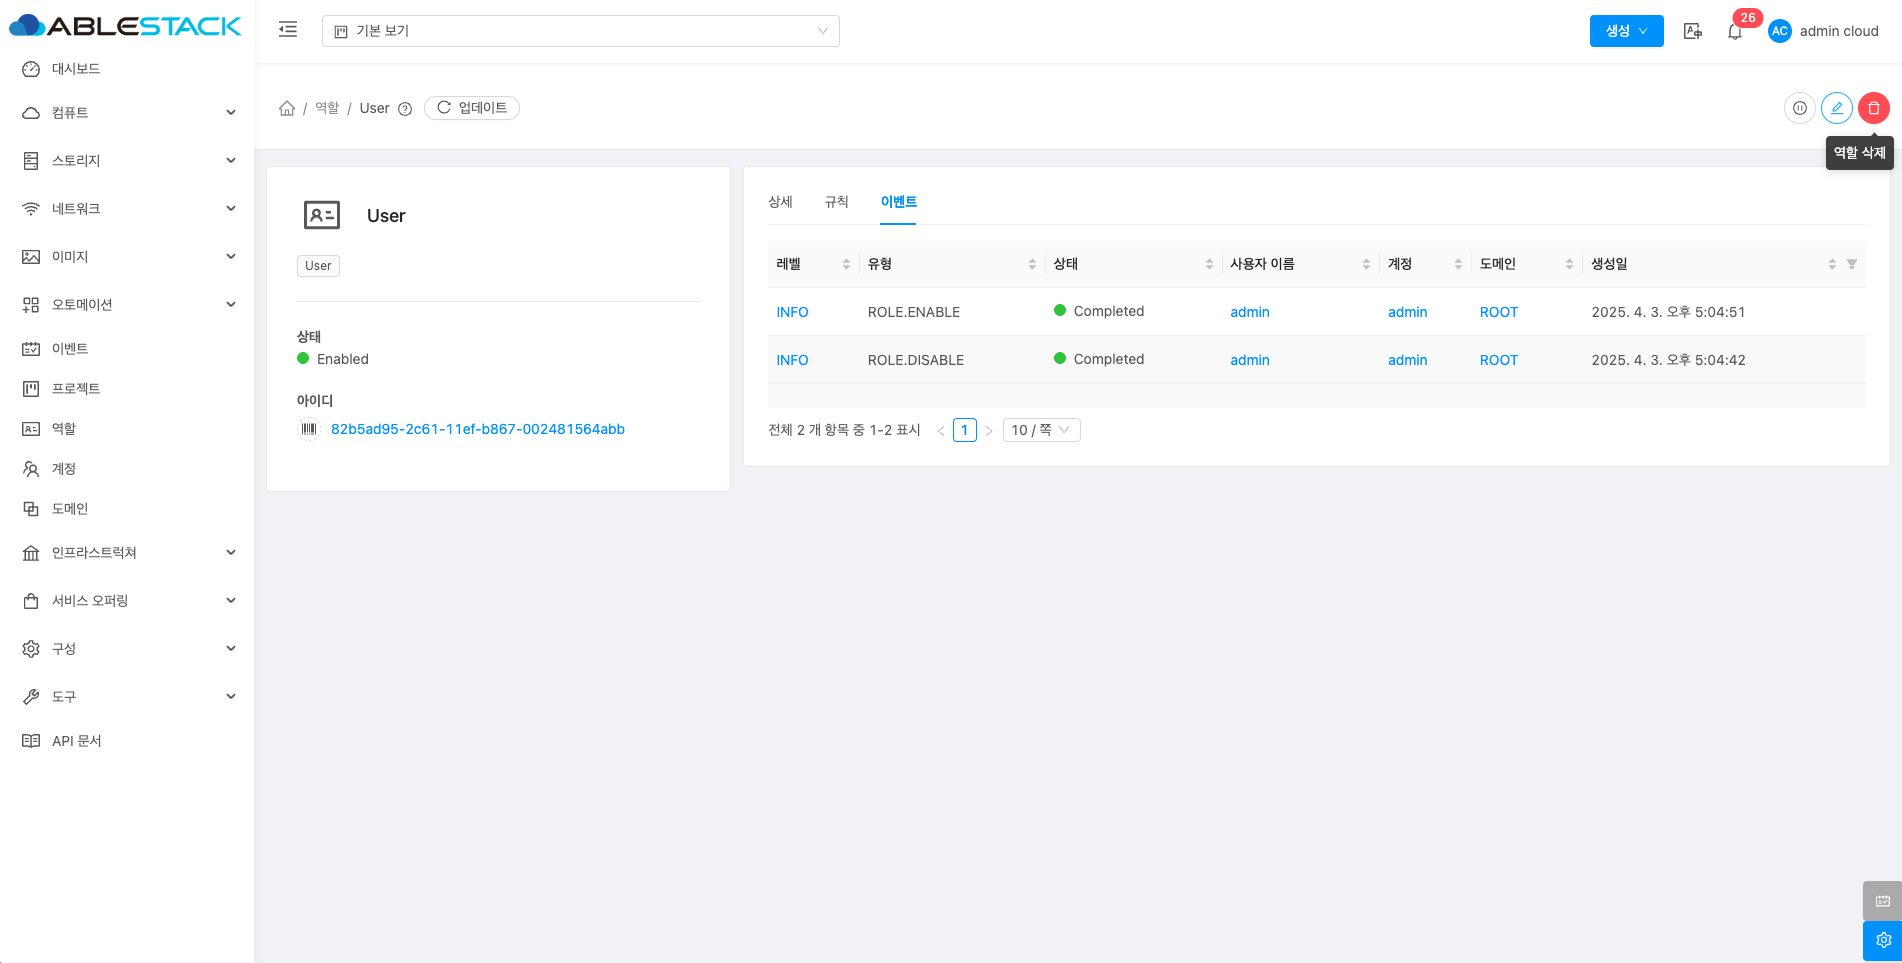 ABLESTACK
기본 보기
생성
26
AC
admin cloud
대시보드
컴퓨트
스토리지
네트워크
이미지
오토메이션
이벤트
프로젝트
역할
계정
도메인
인프라스트럭쳐
서비스 오퍼링
구성
도구
API 문서
/ 역할 / User
업데이트
역할 삭제
User
User
상태
Enabled
아이디
82b5ad95-2c61-11ef-b867-002481564abb
상세 규칙 이벤트
레벨 유형 상태 사용자 이름 계정 도메인 생성일
INFO ROLE.ENABLE Completed admin admin ROOT 2025. 4. 3. 오후 5:04:51
INFO ROLE.DISABLE Completed admin admin ROOT 2025. 4. 3. 오후 5:04:42
전체 2 개 항목 중 1-2 표시 < 1 > 10 / 쪽